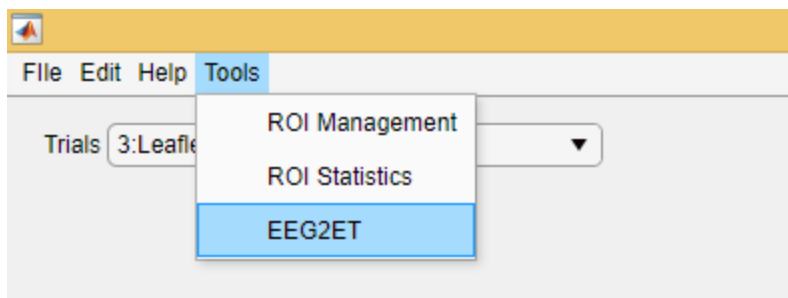 FIle Edit Help Tools
ROI Management
Trials 3:Leafle
ROI Statistics
EEG2ET